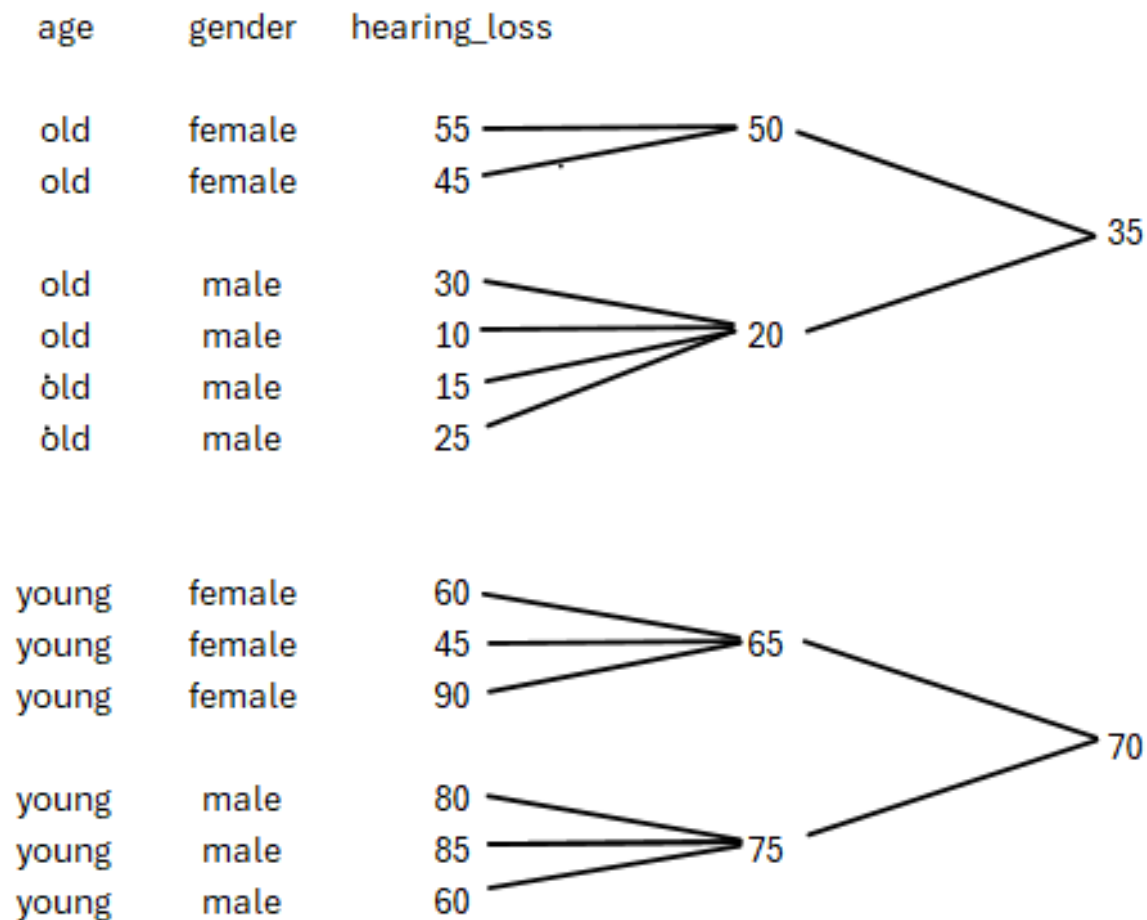 age gender hearing_loss
old female 55 50
old female 45
35
old male 30
old male 10 20
old male 15
old male 25
young female 60
young female 45 65
young female 90
70
young male 80
young male 85 75
young male 60